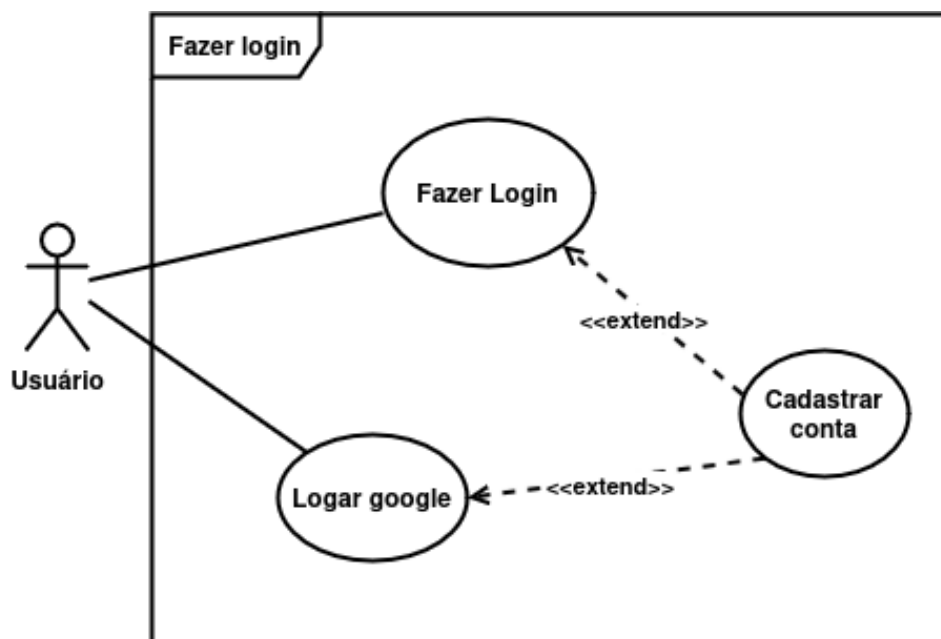 Fazer login
Fazer Login
<<extend>>
Usuário
Cadastrar
conta
Logar google
<<extend>>